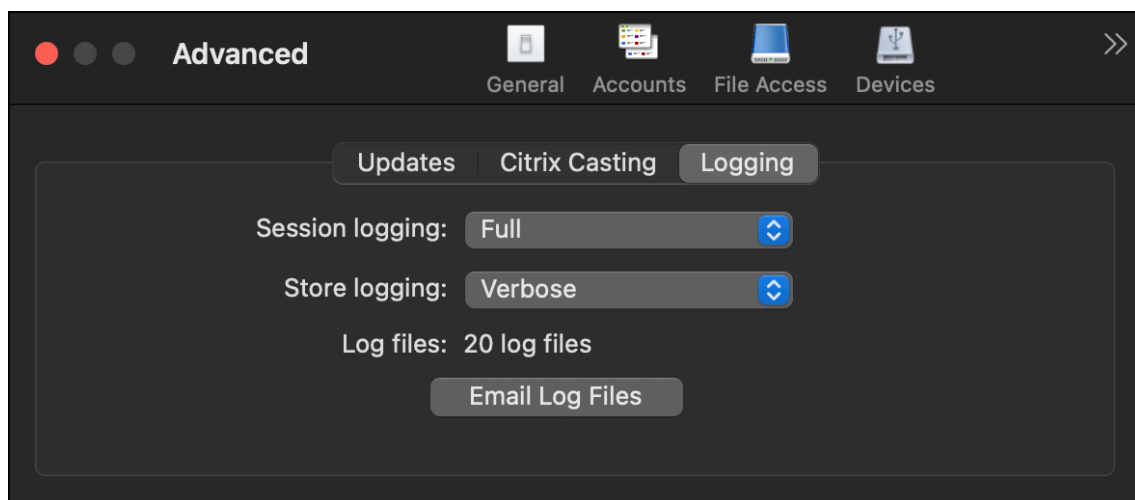 Advanced
General Accounts File Access Devices
Updates Citrix Casting Logging
Session logging: Full
Store logging: Verbose
Log files: 20 log files
Email Log Files